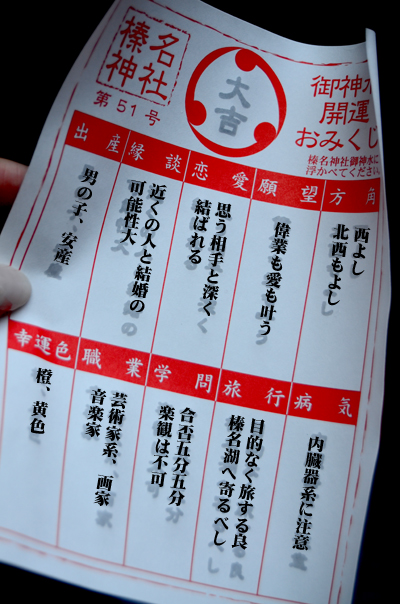 榛名
神社
第51号
大吉
御神水
開運
おみくじ
榛名神社御神水に
浮かべてください。
方角
西よし
北西もよし
願望
偉業も愛も叶う
恋愛
思う相手と深く
結ばれる
縁談
近くの人と結婚の
可能性大
出産
男の子、安産
病気
内臓器系に注意
旅行
目的なく旅する良
榛名湖へ寄るべし
学問
合否五分五分
楽観は不可
職業
芸術家系、画家
音楽家
幸運色
橙、黄色